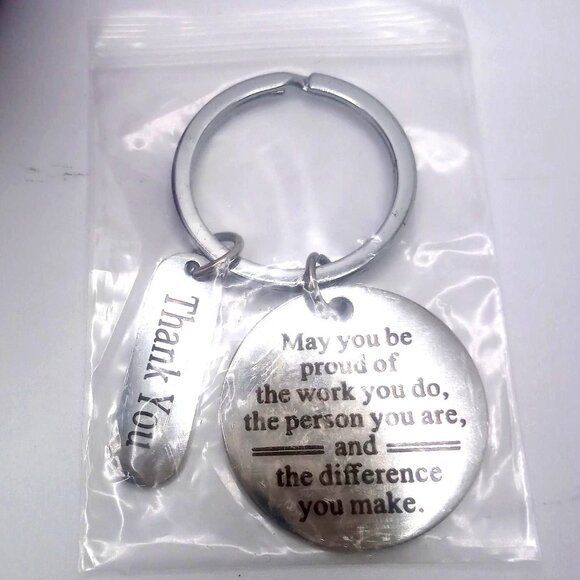 Thank You
May you be
proud of
the work you do,
the person you are,
and
the difference
you make.